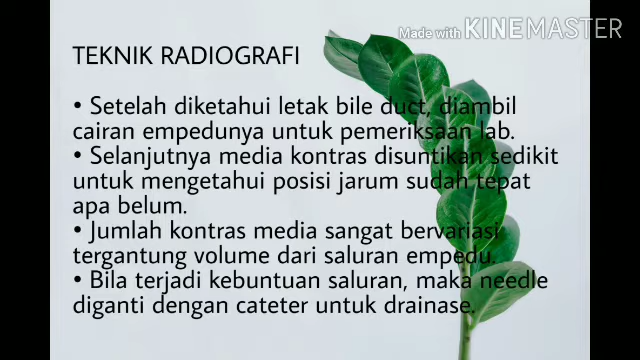 Made with KINEMASTER
TEKNIK RADIOGRAFI
• Setelah diketahui letak bile duct, diambil
cairan empedunya untuk pemeriksaan lab.
• Selanjutnya media kontras disuntikan sedikit
untuk mengetahui posisi jarum sudah tepat
apa belum.
• Jumlah kontras media sangat bervariasi
tergantung volume dari saluran empedu.
• Bila terjadi kebuntuan saluran, maka needle
diganti dengan cateter untuk drainase.